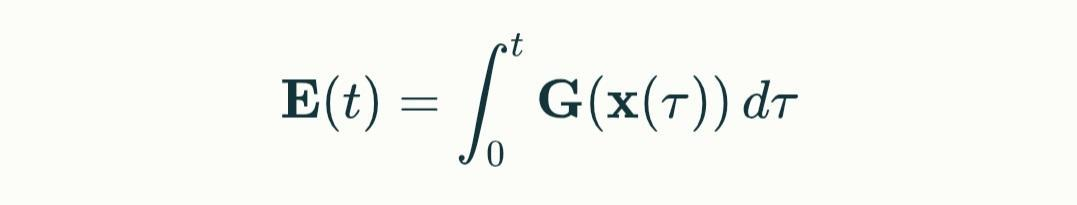 E(t) = ∫₀ᵗ G(x(τ)) dτ